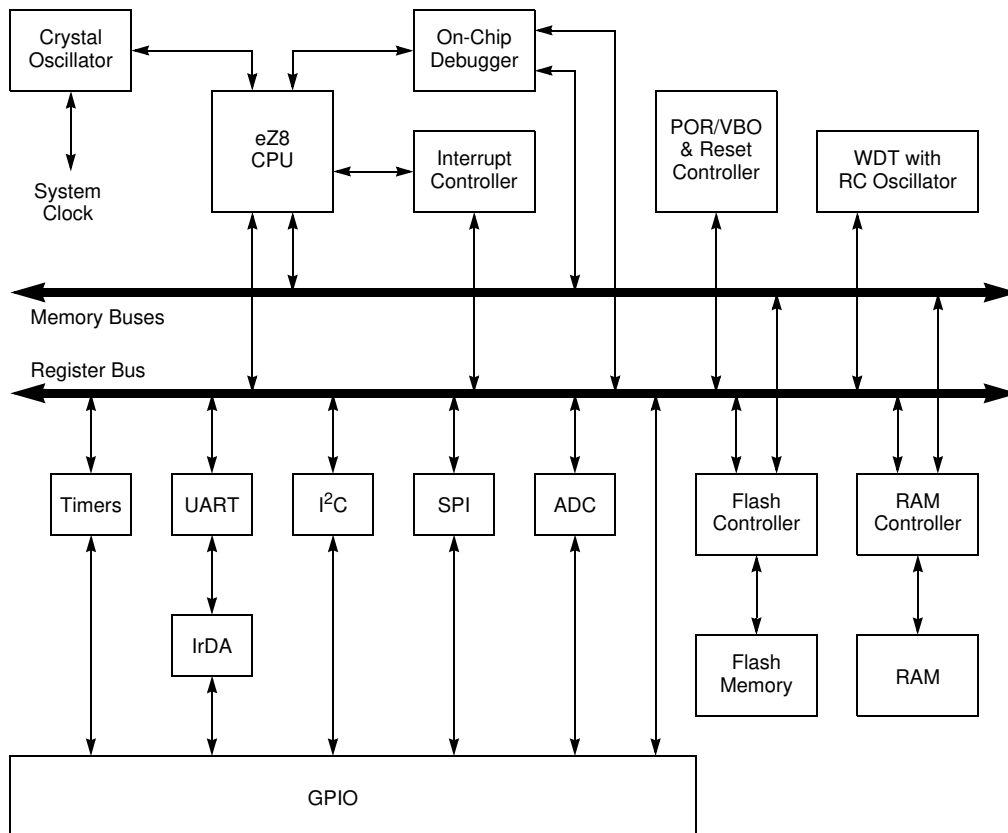 Crystal
Oscillator
On-Chip
Debugger
eZ8
CPU
Interrupt
Controller
POR/VBO
& Reset
Controller
WDT with
RC Oscillator
System
Clock
Memory Buses
Register Bus
Timers
UART
I²C
SPI
ADC
Flash
Controller
RAM
Controller
IrDA
Flash
Memory
RAM
GPIO